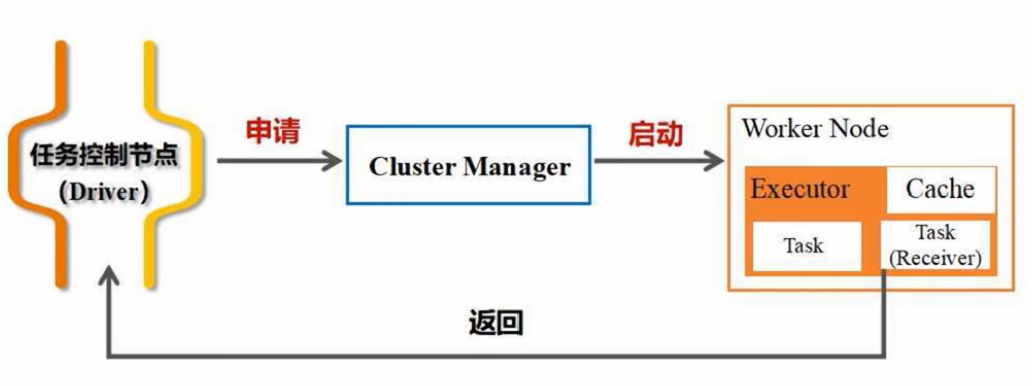 任务控制节点
（Driver）
申请
Cluster Manager
启动
Worker Node
Executor
Cache
Task
Task
(Receiver)
返回